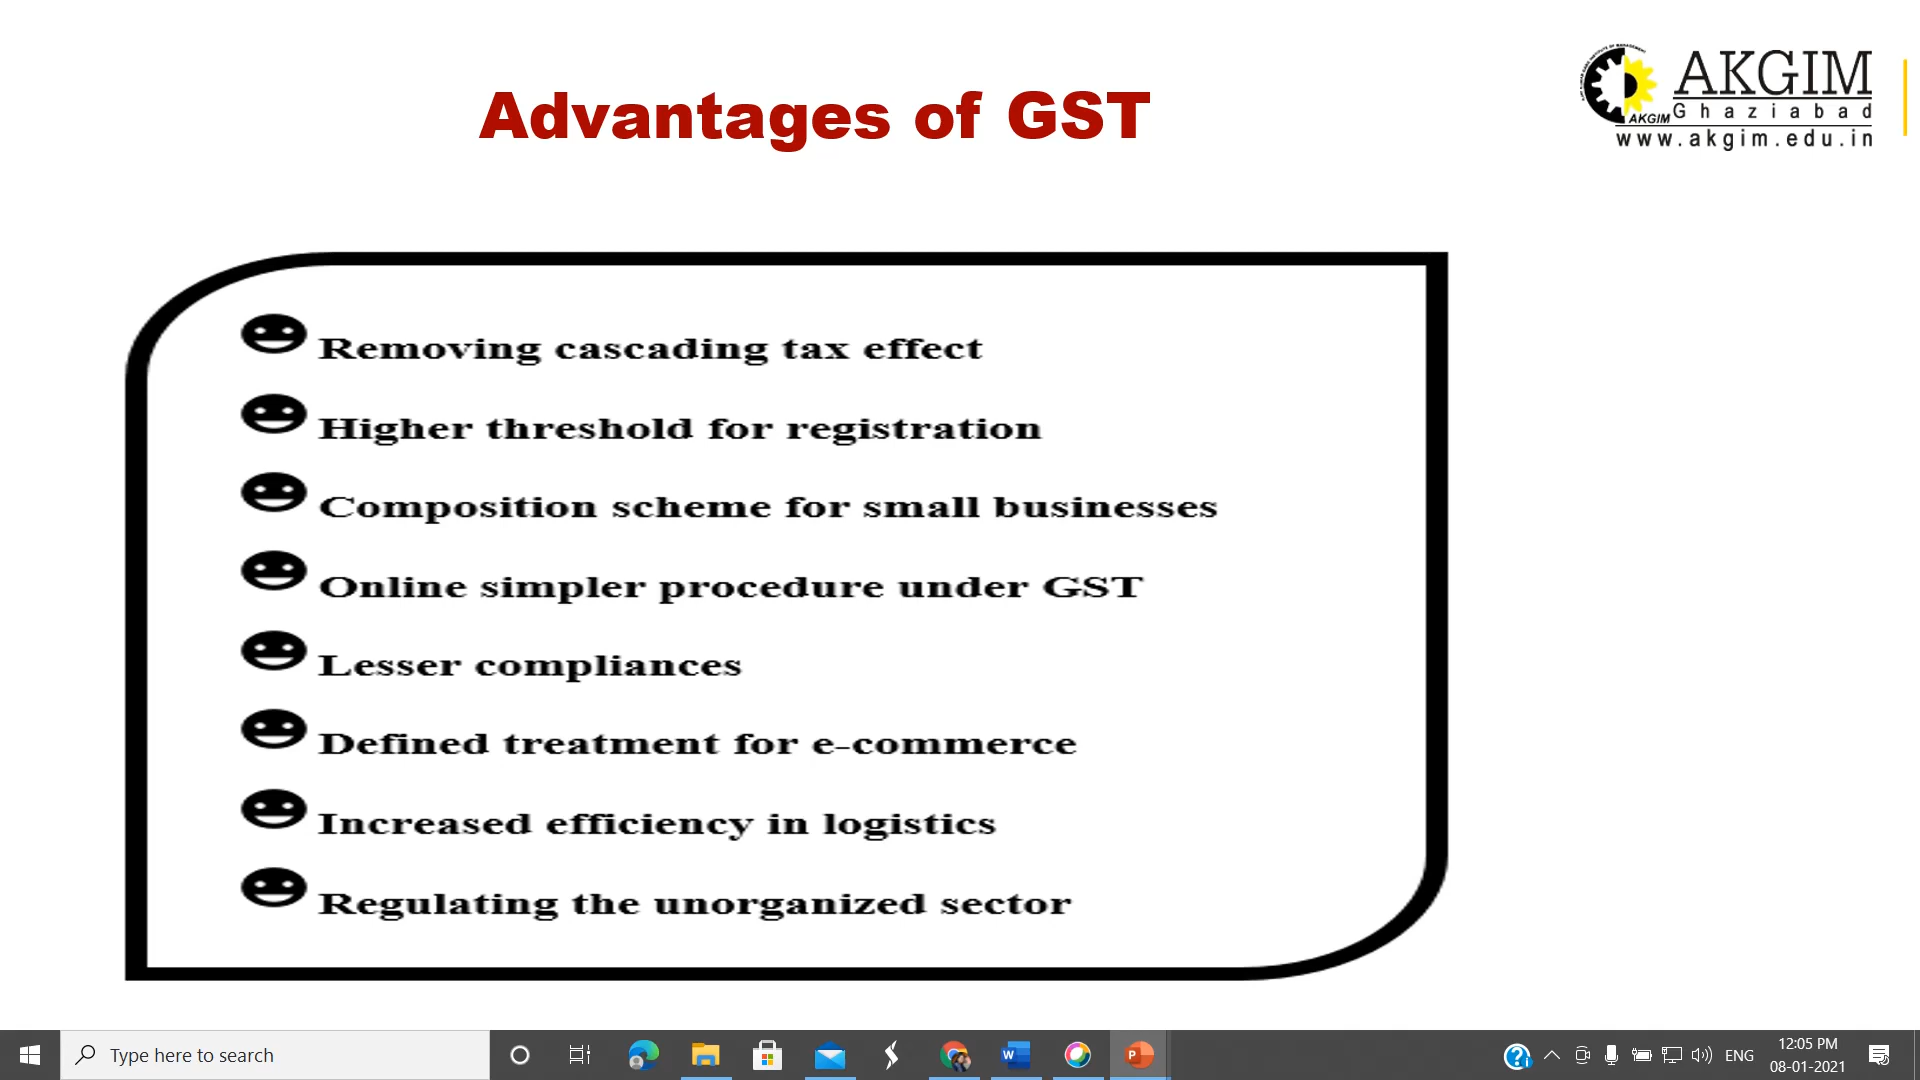 Advantages of GST
AKGIM
AKGIM Ghaziabad
www.akgim.edu.in
Removing cascading tax effect
Higher threshold for registration
Composition scheme for small businesses
Online simpler procedure under GST
Lesser compliances
Defined treatment for e-commerce
Increased efficiency in logistics
Regulating the unorganized sector
Type here to search
ENG
12:05 PM
08-01-2021